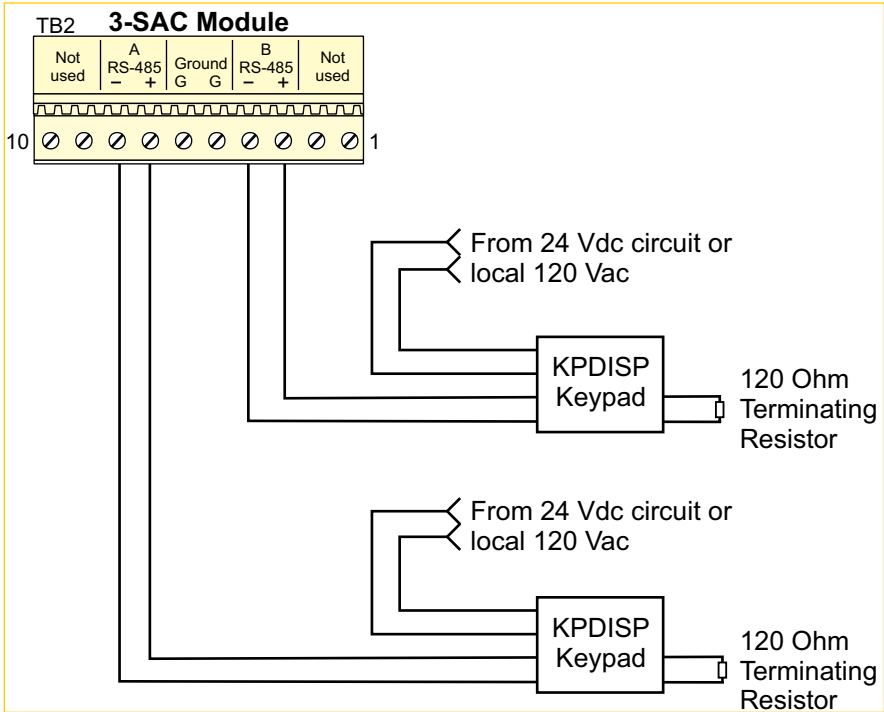 TB2 3-SAC Module
Not used
A RS-485 – +
Ground G G
B RS-485 – +
Not used
10 1
From 24 Vdc circuit or
local 120 Vac
KPDISP
Keypad
120 Ohm
Terminating
Resistor
From 24 Vdc circuit or
local 120 Vac
KPDISP
Keypad
120 Ohm
Terminating
Resistor